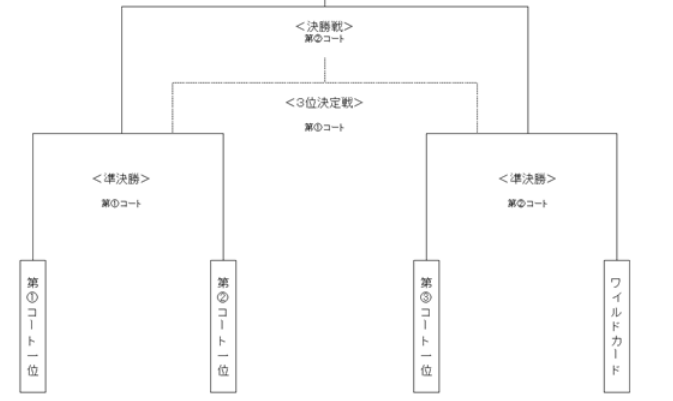 ＜決勝戦＞
第②コート
＜3位決定戦＞
第①コート
＜準決勝＞
第①コート
＜準決勝＞
第②コート
第①コート一位
第②コート一位
第③コート一位
ワイルドカード